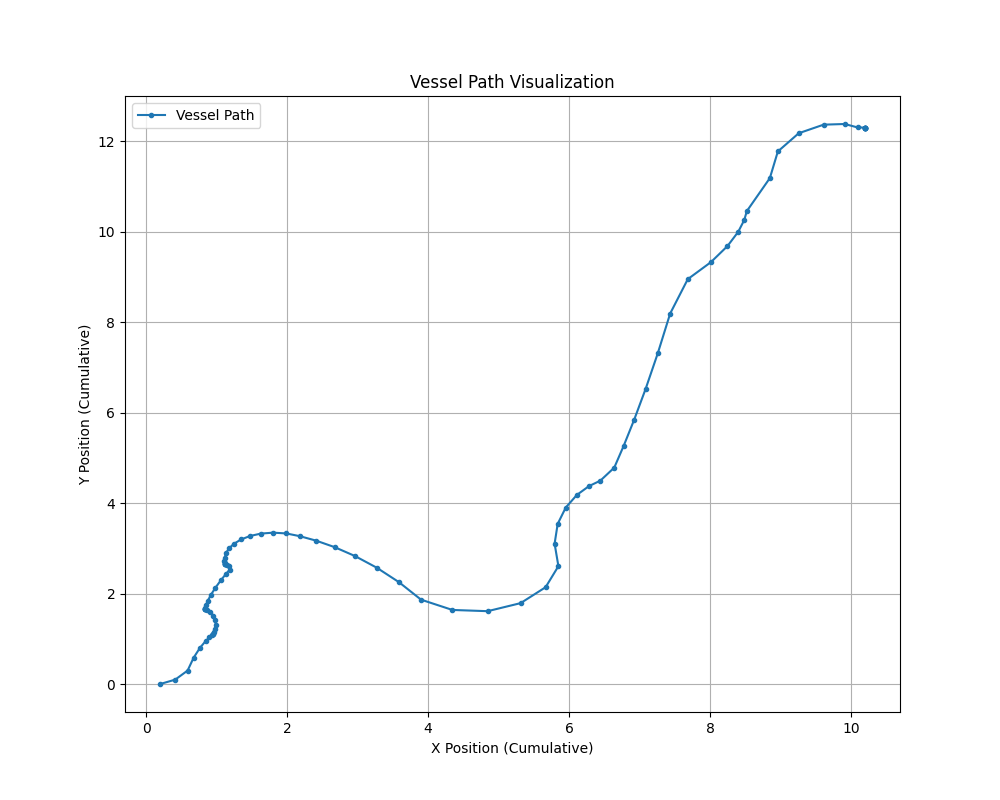 Vessel Path Visualization
Vessel Path
Y Position (Cumulative)
12
10
8
6
4
2
0
0 2 4 6 8 10
X Position (Cumulative)